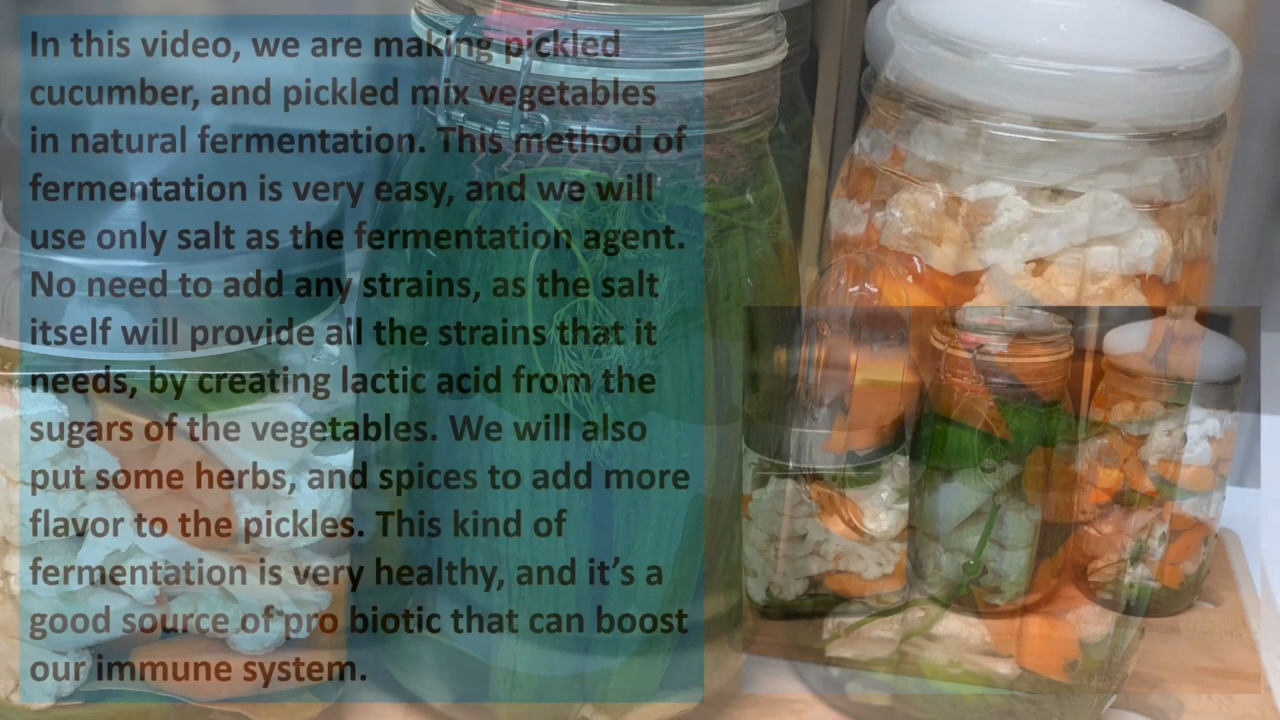 In this video, we are making pickled
cucumber, and pickled mix vegetables
in natural fermentation. This method of
fermentation is very easy, and we will
use only salt as the fermentation agent.
No need to add any strains, as the salt
itself will provide all the strains that it
needs, by creating lactic acid from the
sugars of the vegetables. We will also
put some herbs, and spices to add more
flavor to the pickles. This kind of
fermentation is very healthy, and it’s a
good source of pro biotic that can boost
our immune system.